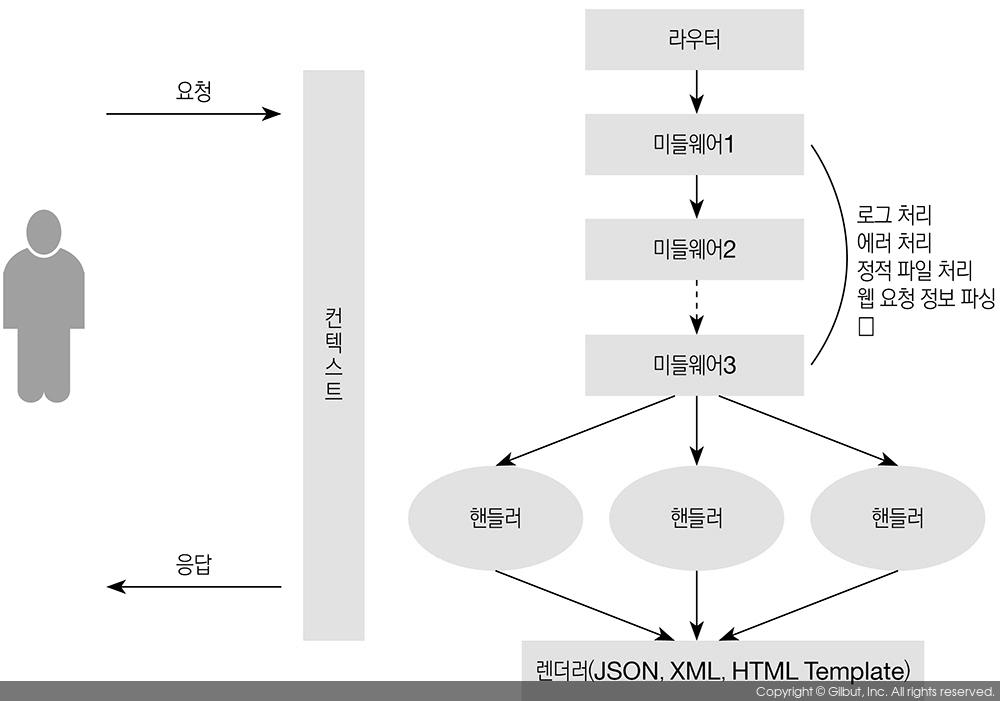 라우터
요청
미들웨어1
미들웨어2
로그 처리
에러 처리
정적 파일 처리
웹 요청 정보 파싱
컨텍스트
미들웨어3
핸들러
핸들러
핸들러
응답
렌더러(JSON, XML, HTML Template)
Copyright © Gilbut, Inc. All rights reserved.